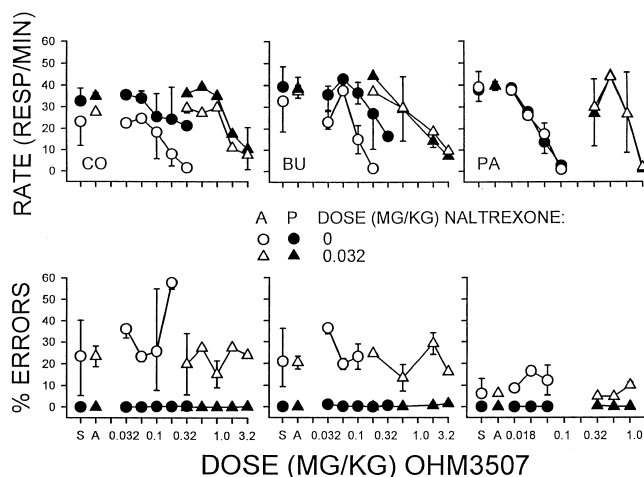 RATE (RESP/MIN)
60
50
40
30
20
10
0
CO
BU
PA
A P DOSE (MG/KG) NALTREXONE:
0
0.032
% ERRORS
60
50
40
30
20
10
0
S A 0.032 0.1 0.32 1.0 3.2
S A 0.032 0.1 0.32 1.0 3.2
S A 0.018 0.1 0.32 1.0
DOSE (MG/KG) OHM3507